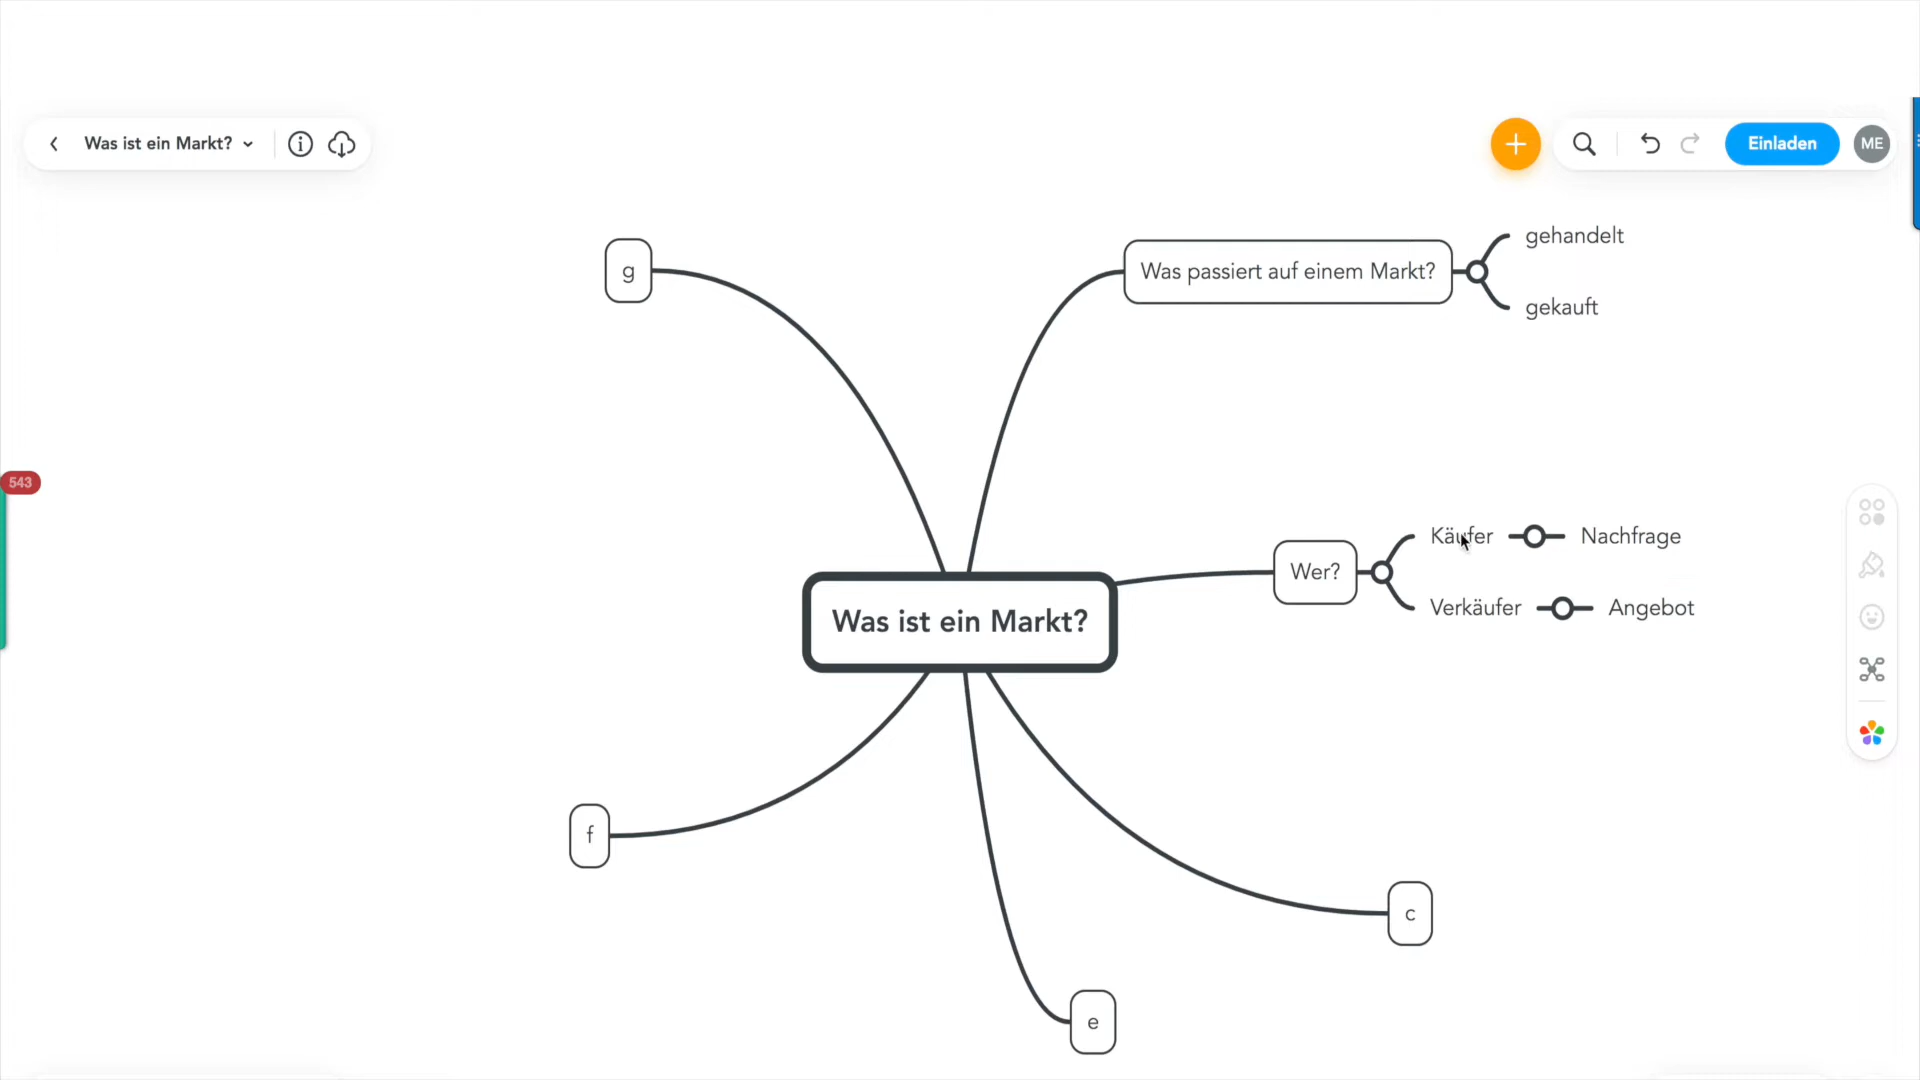 Was ist ein Markt?
Einladen
ME
g
Was passiert auf einem Markt?
gehandelt
gekauft
543
Was ist ein Markt?
Wer?
Käufer
Nachfrage
Verkäufer
Angebot
f
c
e